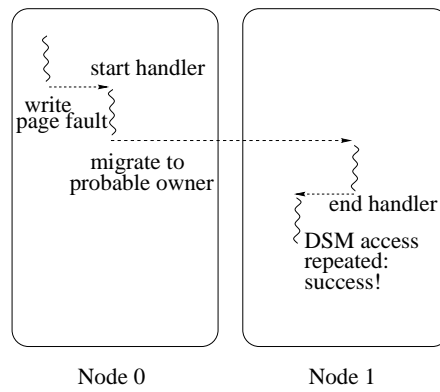 start handler
write
page fault
migrate to
probable owner
end handler
DSM access
repeated:
success!
Node 0
Node 1